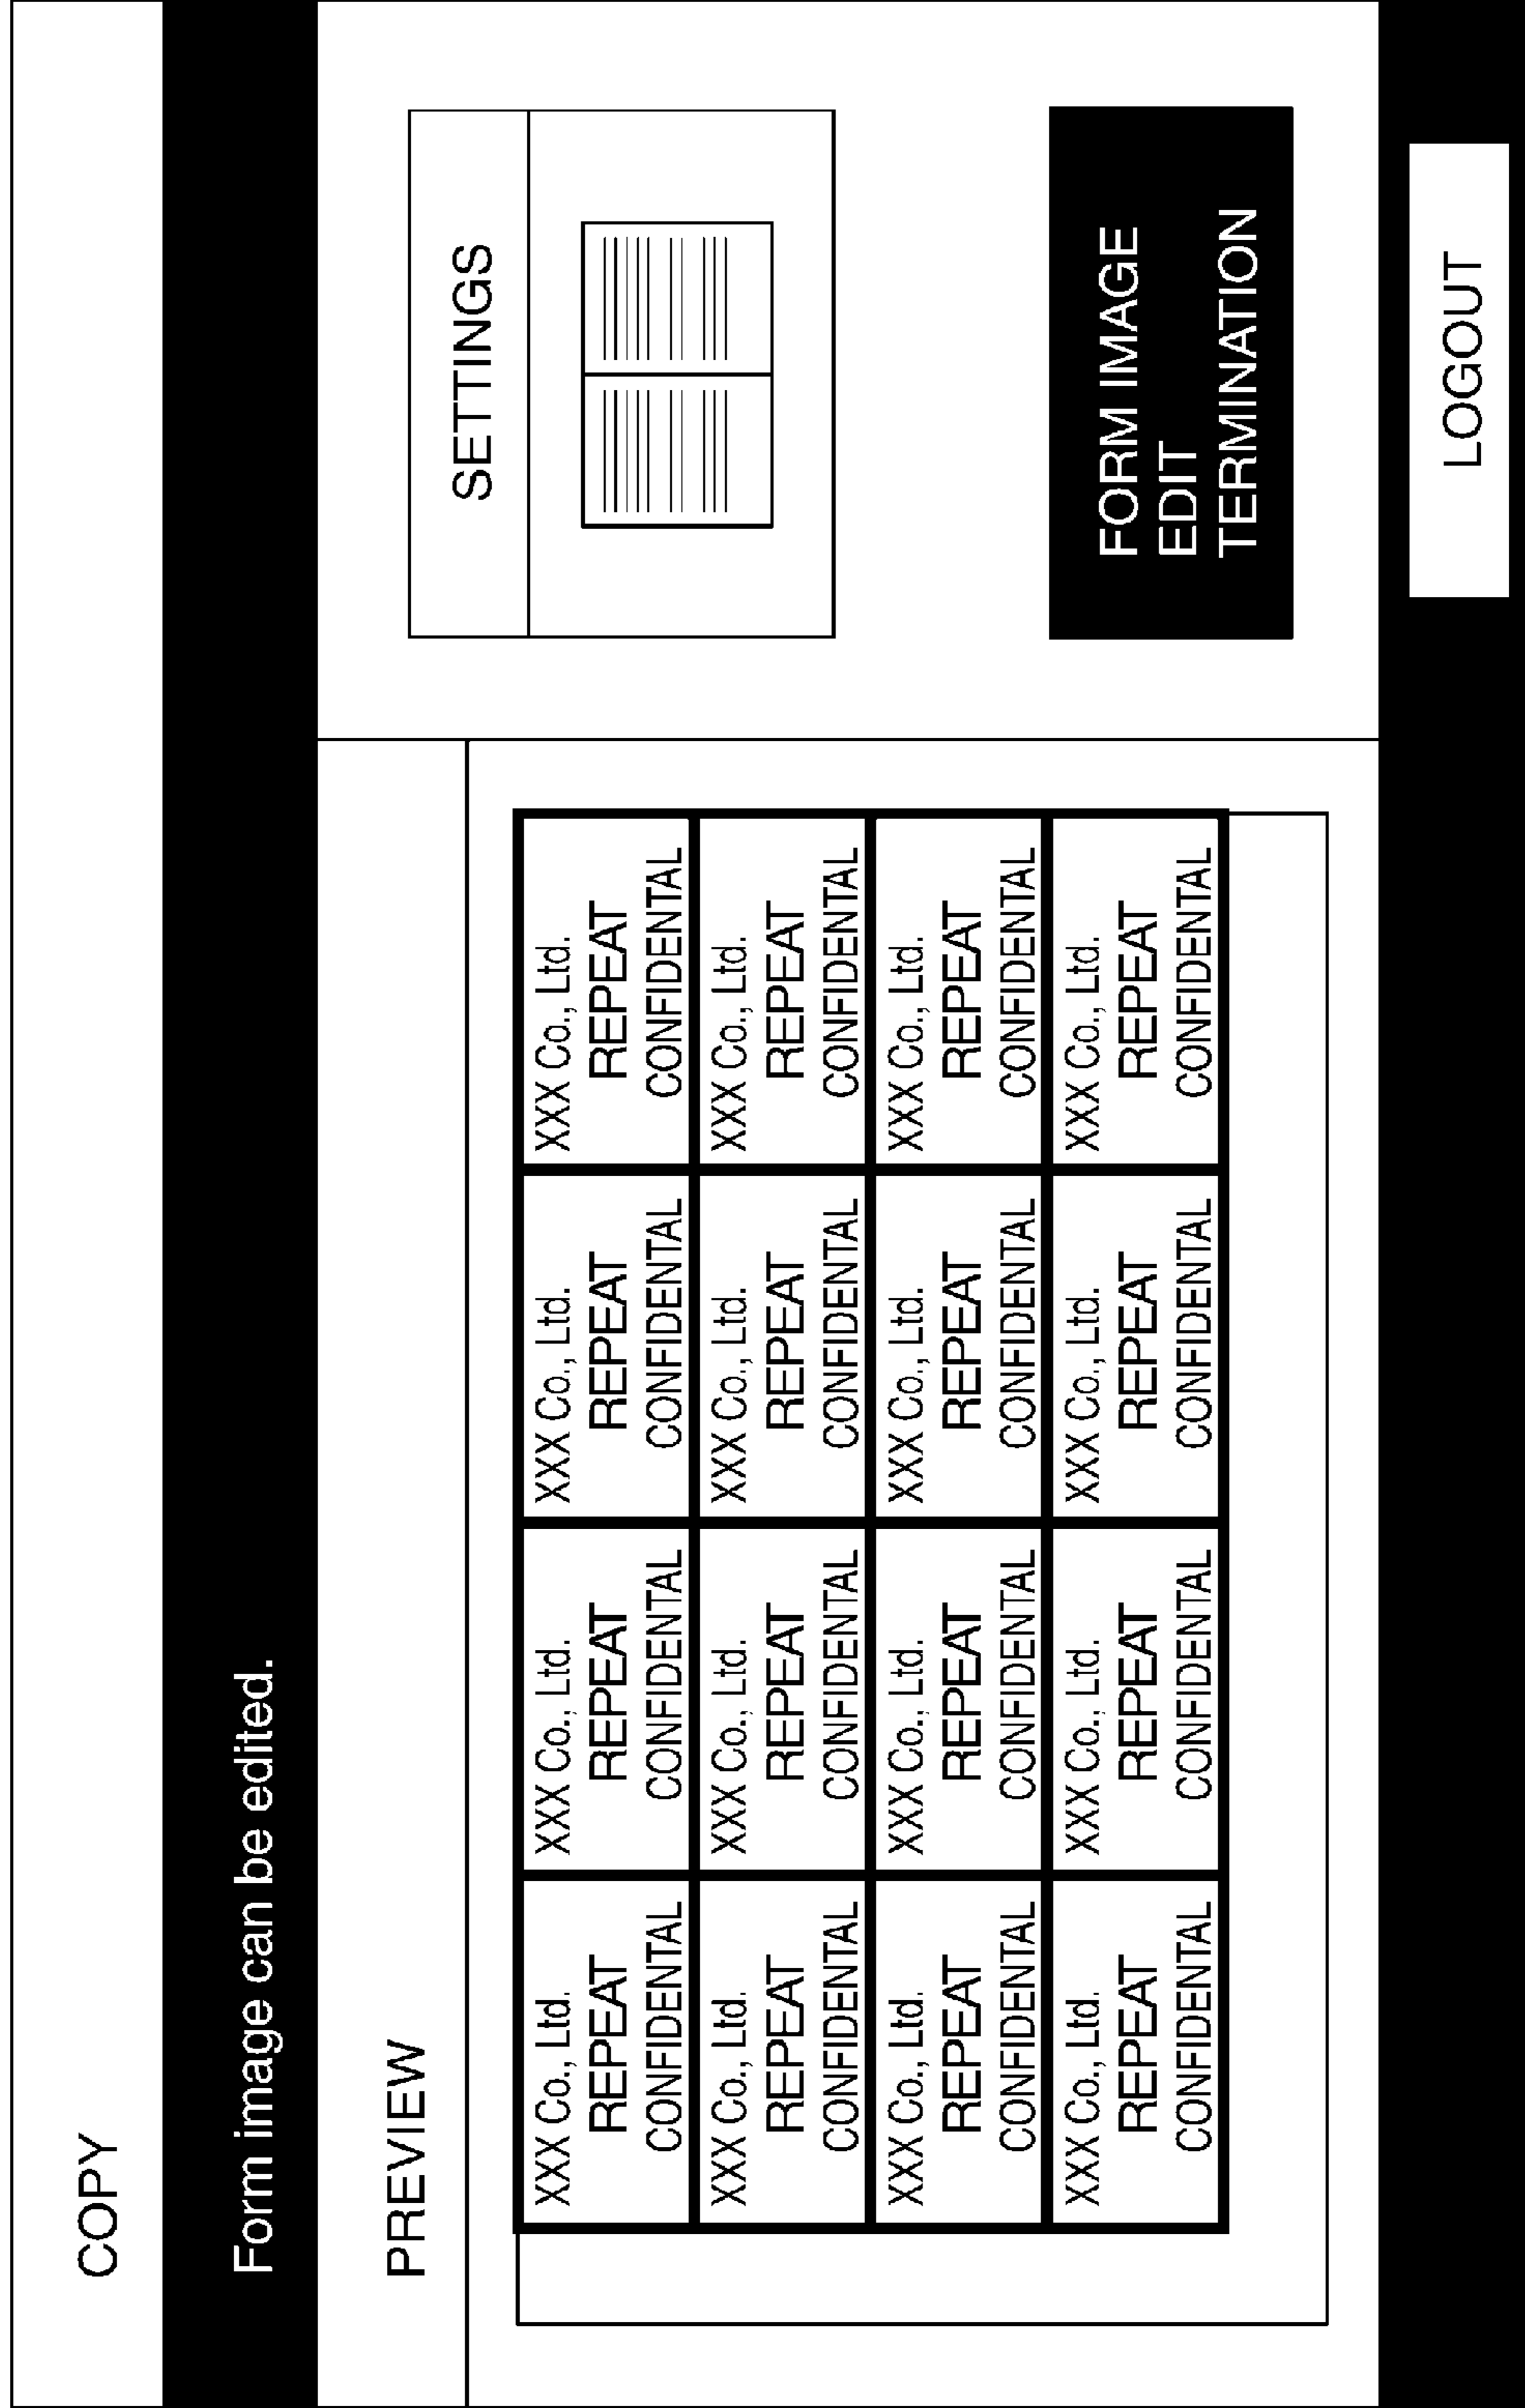 COPY
Form image can be edited.
PREVIEW
XXX Co., Ltd.
REPEAT
CONFIDENTAL
XXX Co., Ltd.
REPEAT
CONFIDENTAL
XXX Co., Ltd.
REPEAT
CONFIDENTAL
XXX Co., Ltd.
REPEAT
CONFIDENTAL
XXX Co., Ltd.
REPEAT
CONFIDENTAL
XXX Co., Ltd.
REPEAT
CONFIDENTAL
XXX Co., Ltd.
REPEAT
CONFIDENTAL
XXX Co., Ltd.
REPEAT
CONFIDENTAL
XXX Co., Ltd.
REPEAT
CONFIDENTAL
XXX Co., Ltd.
REPEAT
CONFIDENTAL
XXX Co., Ltd.
REPEAT
CONFIDENTAL
XXX Co., Ltd.
REPEAT
CONFIDENTAL
XXX Co., Ltd.
REPEAT
CONFIDENTAL
XXX Co., Ltd.
REPEAT
CONFIDENTAL
XXX Co., Ltd.
REPEAT
CONFIDENTAL
XXX Co., Ltd.
REPEAT
CONFIDENTAL
SETTINGS
FORM IMAGE
EDIT
TERMINATION
LOGOUT